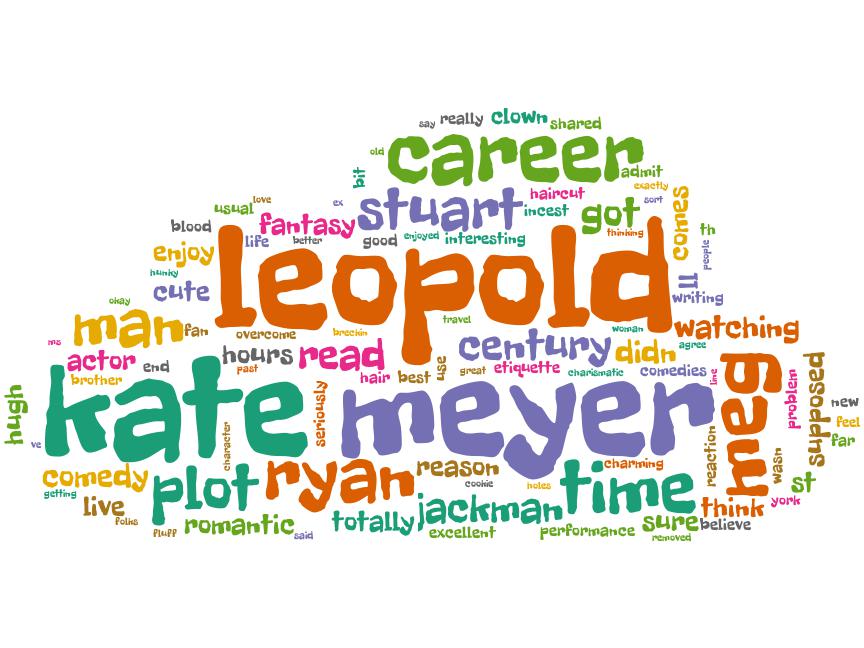 say really clown shared
old career admit
bit exactly
usual love ex stuart haircut sort comes
blood fantasy incest got th
life better good enjoyed interesting thinking people
enjoy leopold
hunky
cute ll writing
okay travel
man fan overcome breckin woman watching
ms century didn agree
actor end hours read
brother past hair best use great etiquette charismatic comedies line
hugh kate seriously meyer meg problem supposed new
feel
ve character reaction wasn far
comedy ryan reason charming
getting plot cookie holes time st
live jackman think york
folks romantic totally sure believe
fluff said excellent performance removed